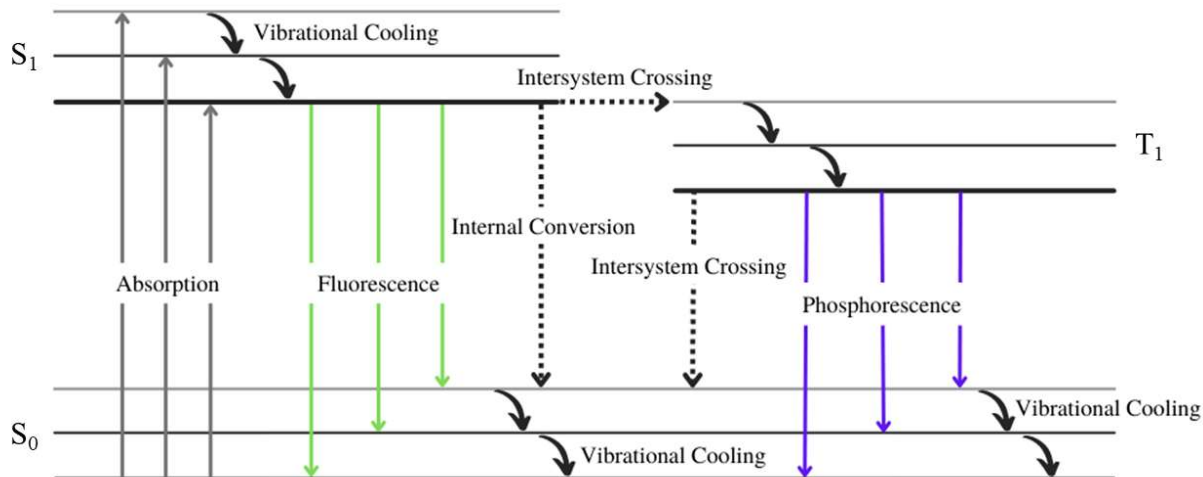 Vibrational Cooling
S₁
Intersystem Crossing
T₁
Internal Conversion
Intersystem Crossing
Absorption
Fluorescence
Phosphorescence
Vibrational Cooling
S₀
Vibrational Cooling